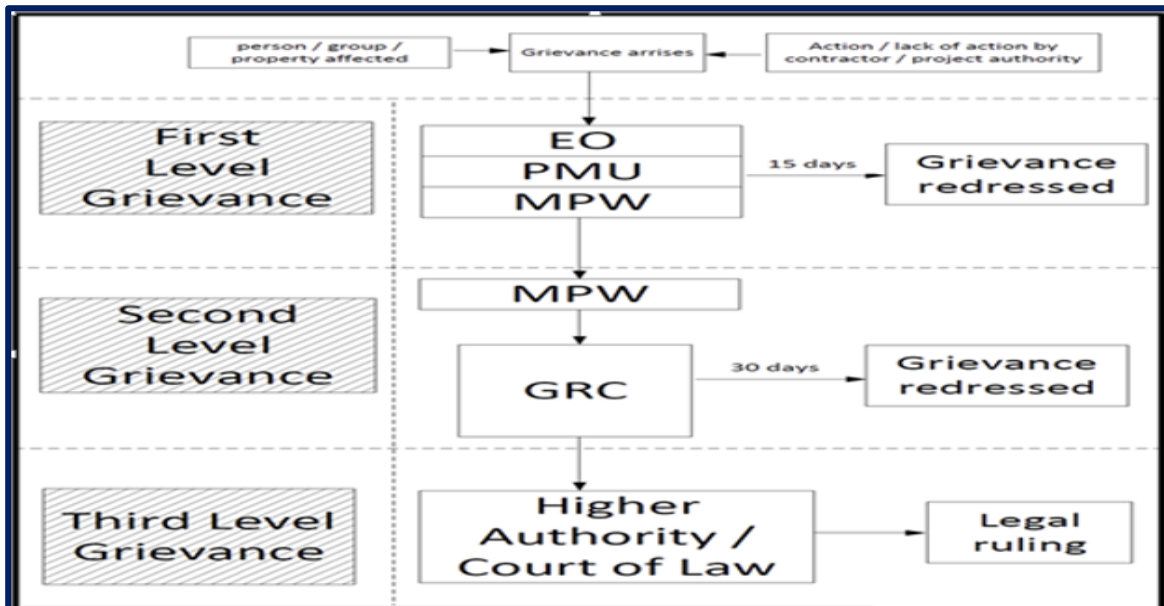 person / group /
property affected
Grievance arrises
Action / lack of action by
contractor / project authority
First
Level
Grievance
EO
PMU
MPW
15 days
Grievance
redressed
Second
Level
Grievance
MPW
GRC
30 days
Grievance
redressed
Third Level
Grievance
Higher
Authority /
Court of Law
Legal
ruling